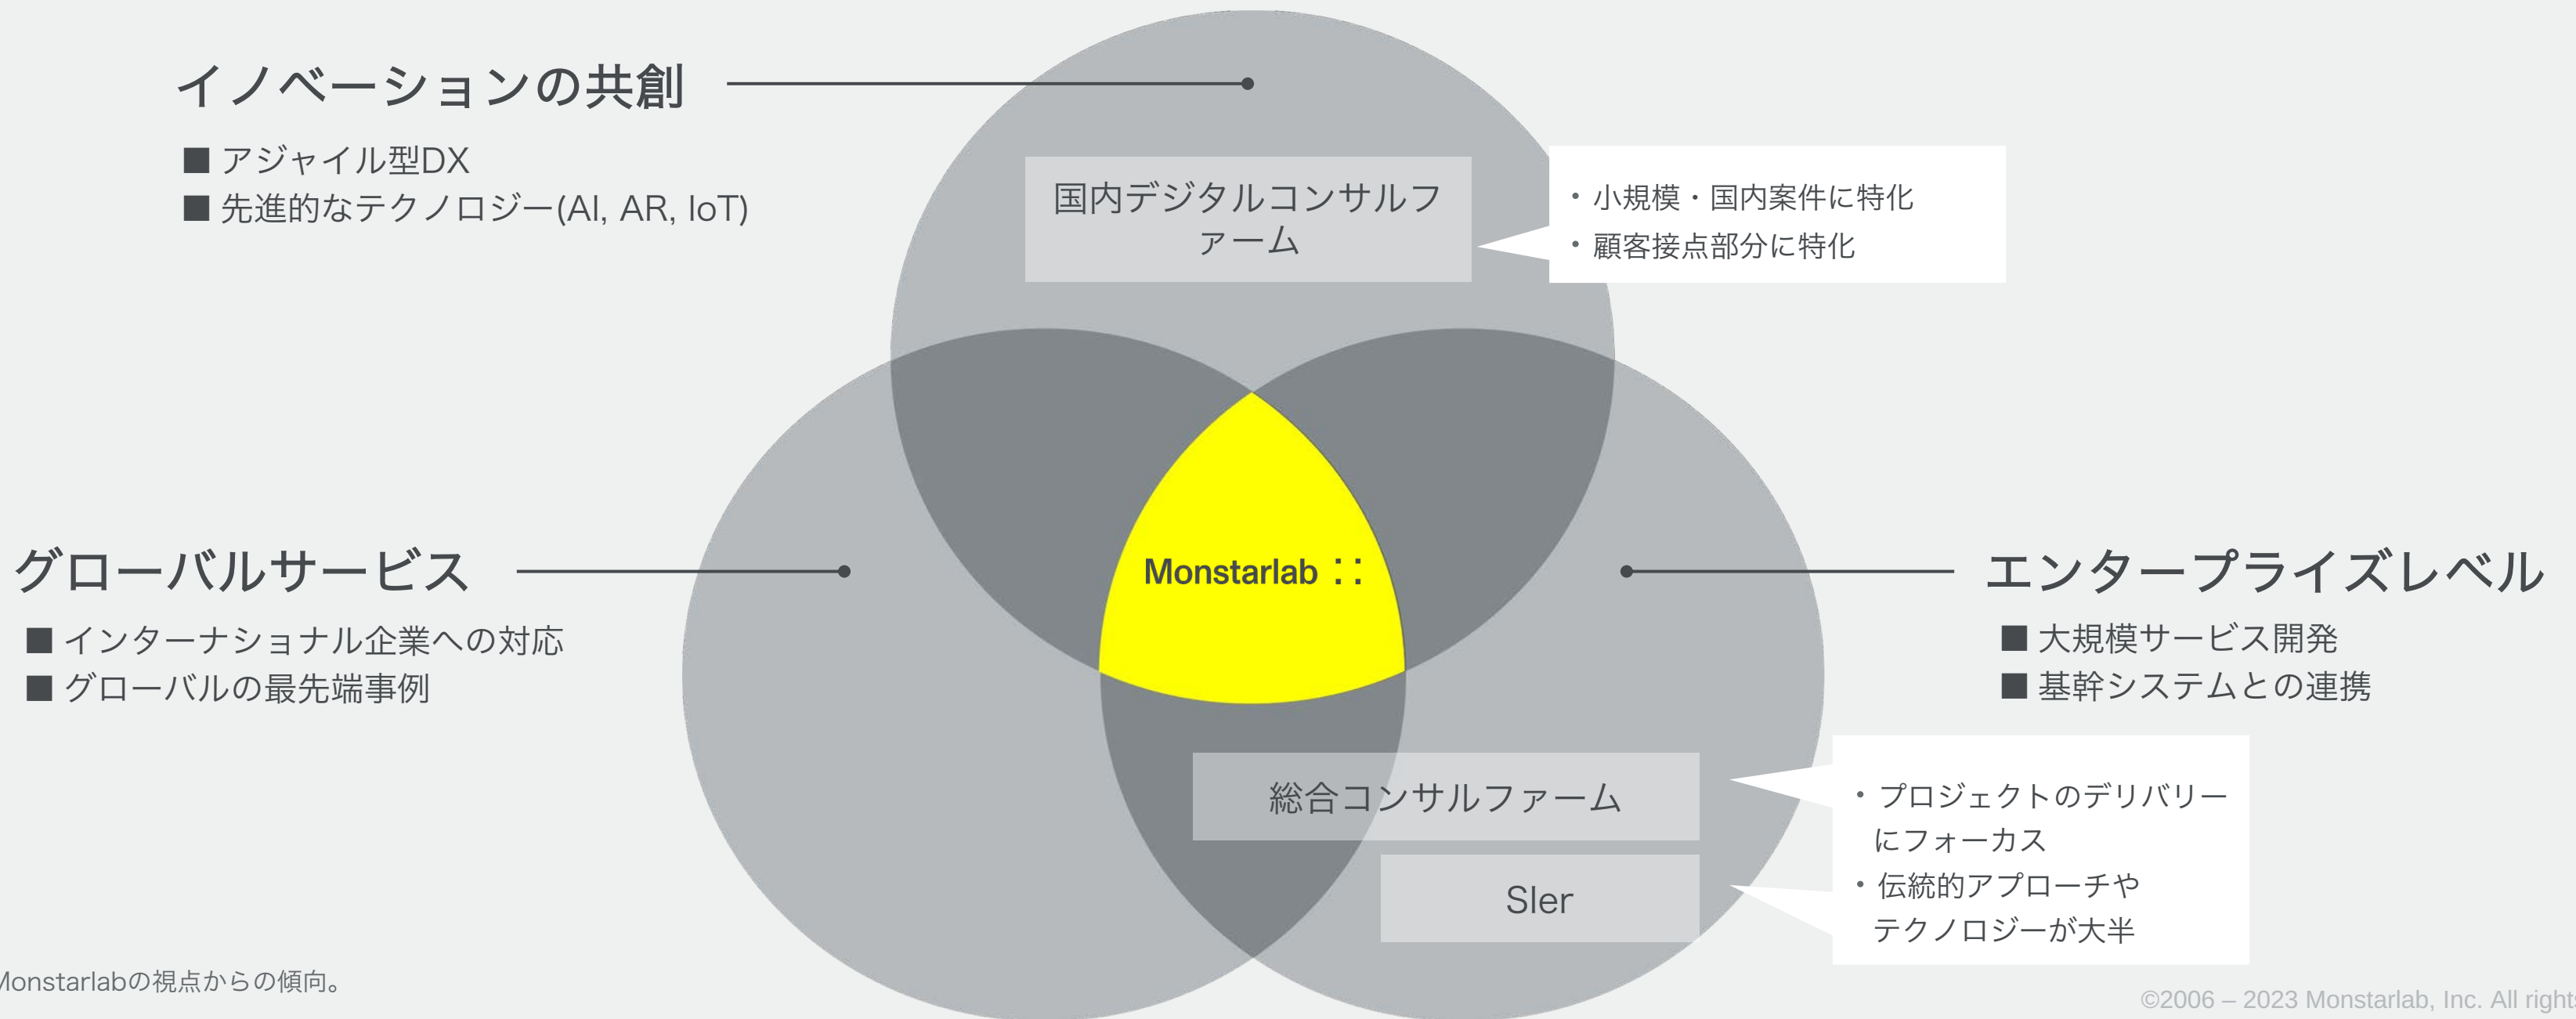 イノベーションの共創
■ アジャイル型DX
■ 先進的なテクノロジー(AI, AR, IoT)
国内デジタルコンサルフ
ァーム
・小規模・国内案件に特化
・顧客接点部分に特化
グローバルサービス
■ インターナショナル企業への対応
■ グローバルの最先端事例
Monstarlab
エンタープライズレベル
■ 大規模サービス開発
■ 基幹システムとの連携
総合コンサルファーム
SIer
・プロジェクトのデリバリー
にフォーカス
・伝統的アプローチや
テクノロジーが大半
Monstarlabの視点からの傾向。
©2006 – 2023 Monstarlab, Inc. All rights